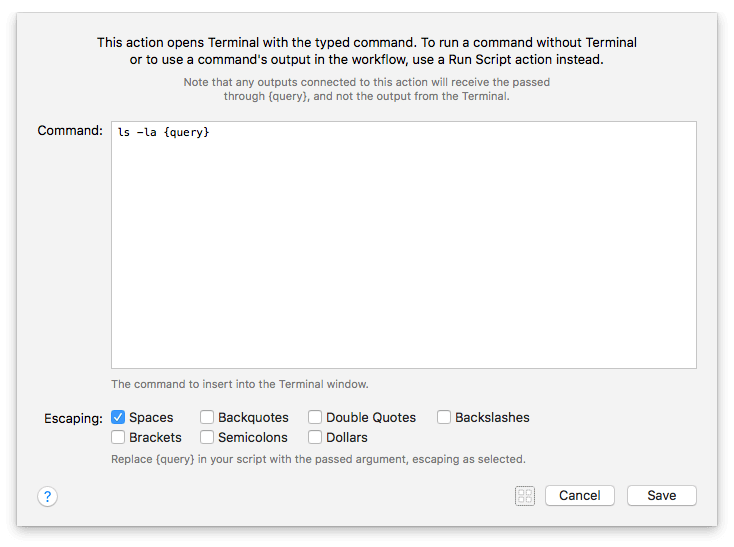 This action opens Terminal with the typed command. To run a command without Terminal
or to use a command's output in the workflow, use a Run Script action instead.
Note that any outputs connected to this action will receive the passed
through {query}, and not the output from the Terminal.
Command:
ls -la {query}
The command to insert into the Terminal window.
Escaping: Spaces Backquotes Double Quotes Backslashes
Brackets Semicolons Dollars
Replace {query} in your script with the passed argument, escaping as selected.
? Cancel Save